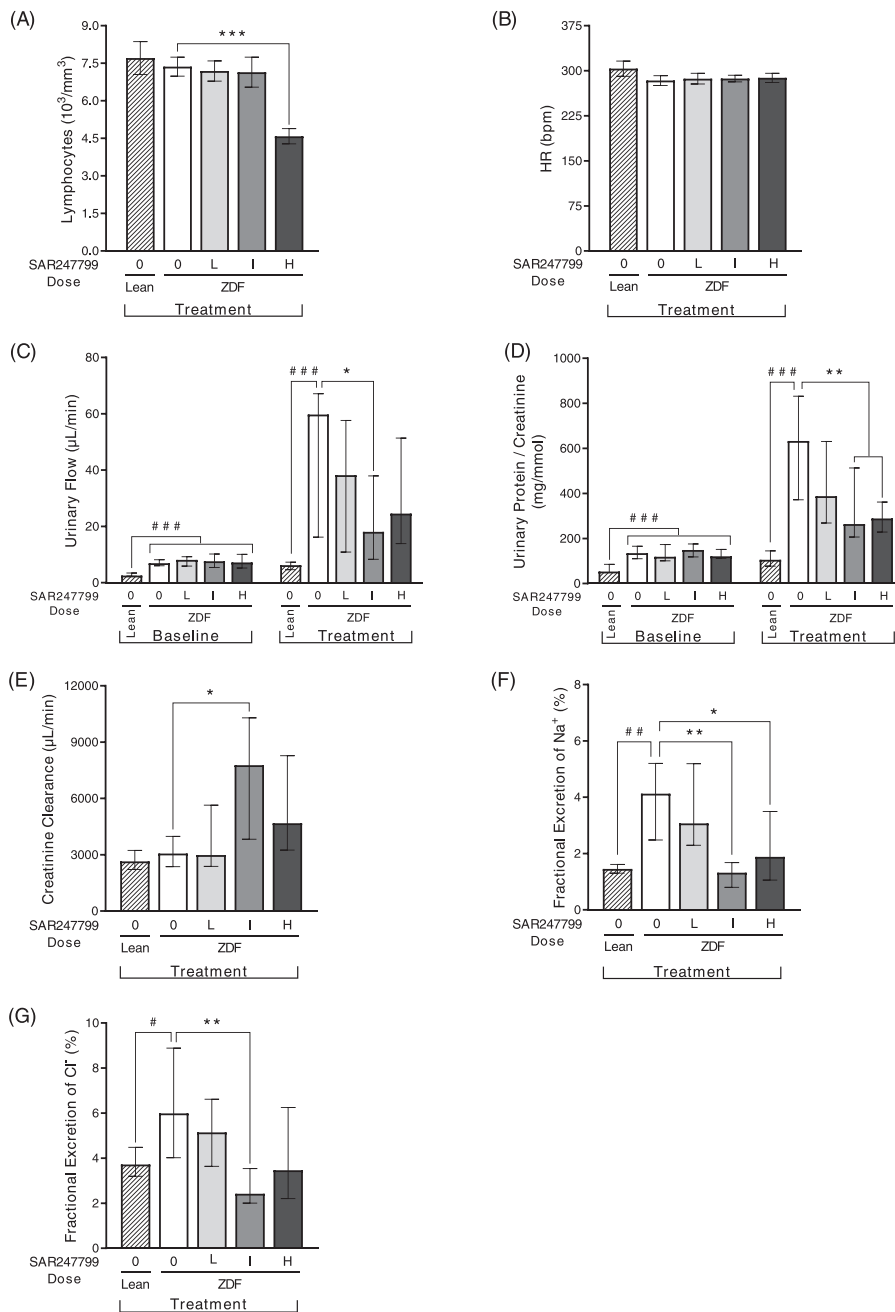 (A)
Lymphocytes (10³/mm³)
9.0
7.5
6.0
4.5
3.0
1.5
0.0
***
SAR247799 Dose
0 0 L I H
Lean ZDF
Treatment
(B)
HR (bpm)
375
300
225
150
75
0
SAR247799 Dose
0 0 L I H
Lean ZDF
Treatment
(C)
Urinary Flow (µL/min)
80
60
40
20
0
###
### *
SAR247799 Dose
0 0 L I H 0 0 L I H
Lean ZDF Lean ZDF
Baseline Treatment
(D)
Urinary Protein / Creatinine
(mg/mmol)
1000
800
600
400
200
0
###
### **
SAR247799 Dose
0 0 L I H 0 0 L I H
Lean ZDF Lean ZDF
Baseline Treatment
(E)
Creatinine Clearance (µL/min)
12000
9000
6000
3000
0
*
SAR247799 Dose
0 0 L I H
Lean ZDF
Treatment
(F)
Fractional Excretion of Na⁺ (%)
8
6
4
2
0
*
## **
SAR247799 Dose
0 0 L I H
Lean ZDF
Treatment
(G)
Fractional Excretion of Cl⁻ (%)
10
8
6
4
2
0
# **
SAR247799 Dose
0 0 L I H
Lean ZDF
Treatment